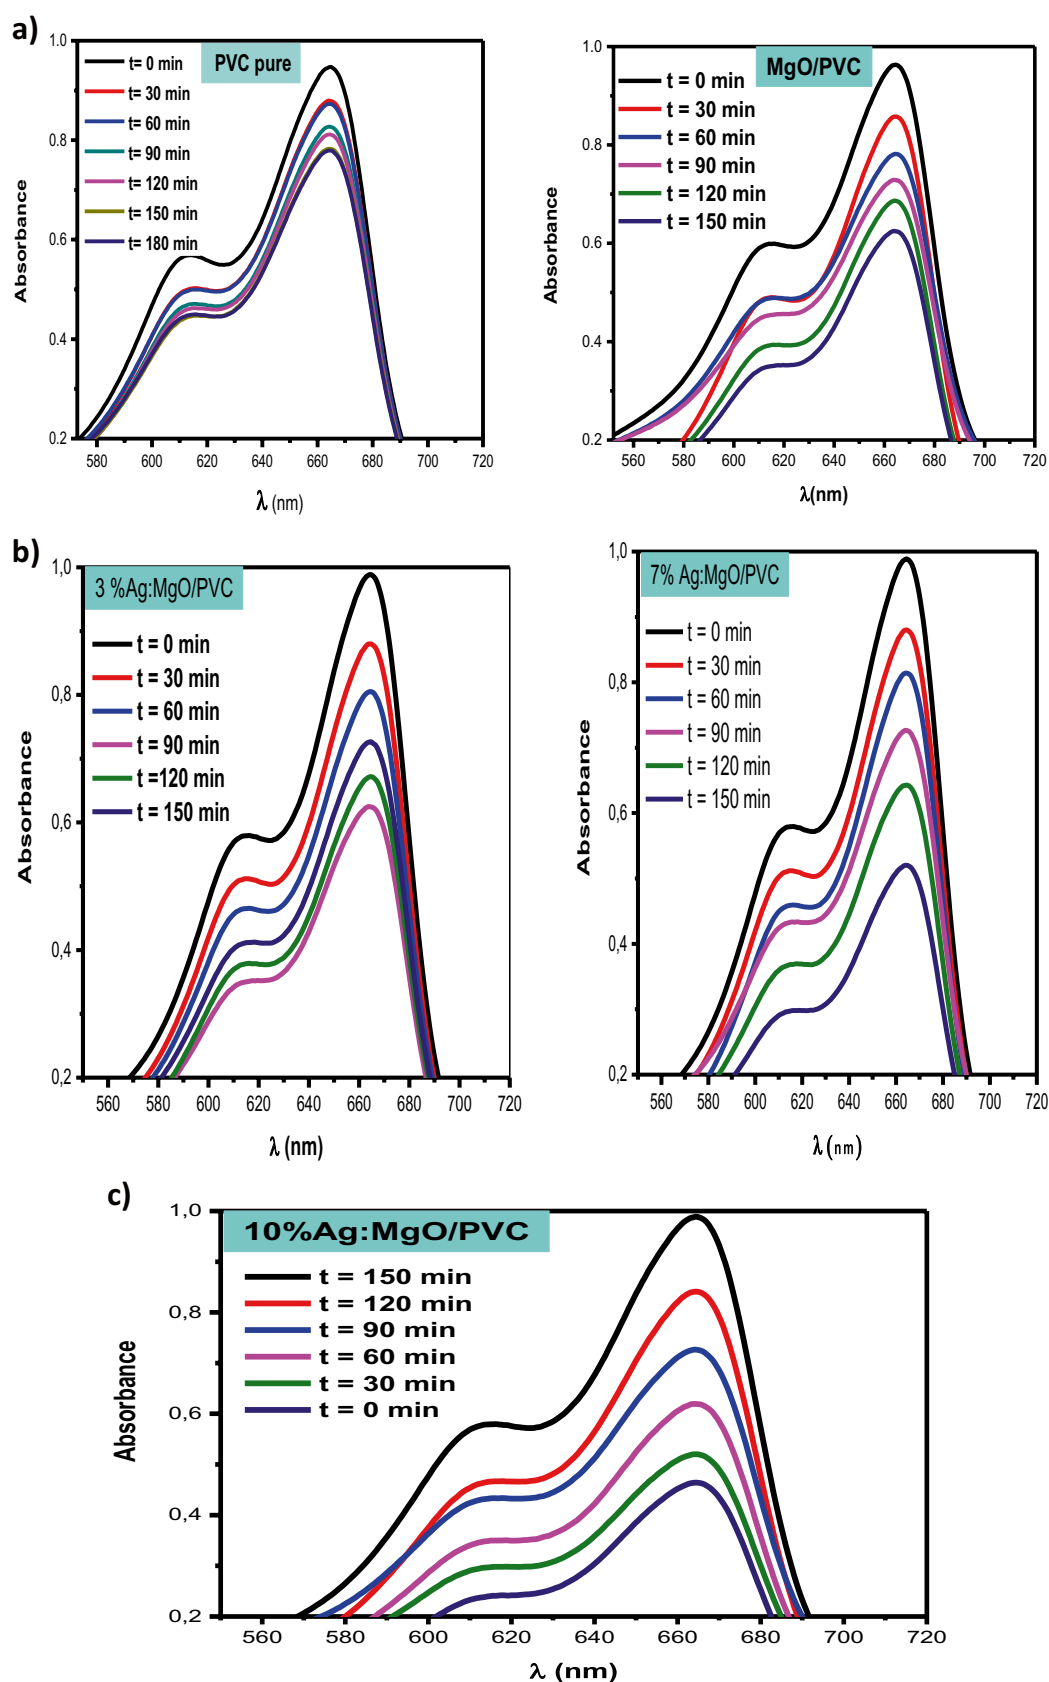 a)
PVC pure
t= 0 min
t= 30 min
t= 60 min
t= 90 min
t= 120 min
t= 150 min
t= 180 min
1.0
0.8
0.6
0.4
0.2
Absorbance
580 600 620 640 660 680 700 720
λ (nm)
MgO/PVC
t = 0 min
t = 30 min
t = 60 min
t = 90 min
t = 120 min
t = 150 min
1.0
0.8
0.6
0.4
0.2
Absorbance
560 580 600 620 640 660 680 700 720
λ(nm)
b)
3 %Ag:MgO/PVC
t = 0 min
t = 30 min
t = 60 min
t = 90 min
t =120 min
t = 150 min
1,0
0,8
0,6
0,4
0,2
Absorbance
560 580 600 620 640 660 680 700 720
λ (nm)
7% Ag:MgO/PVC
t = 0 min
t = 30 min
t = 60 min
t = 90 min
t = 120 min
t = 150 min
1,0
0,8
0,6
0,4
0,2
Absorbance
560 580 600 620 640 660 680 700 720
λ (nm)
c)
10%Ag:MgO/PVC
t = 150 min
t = 120 min
t = 90 min
t = 60 min
t = 30 min
t = 0 min
1,0
0,8
0,6
0,4
0,2
Absorbance
560 580 600 620 640 660 680 700 720
λ (nm)